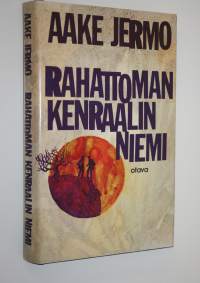 AAKE JERMO
RAHATTOMAN
KENRAALIN
NIEMI
otava
AAKE JERMO RAHATTOMAN KENRAALIN NIEMI